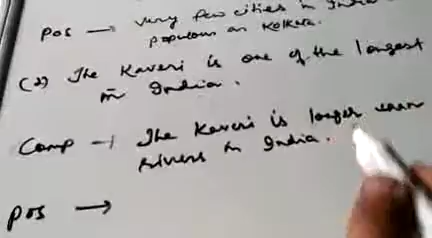 Pos → Very few cities in India
populous as Kolkata.
(2) The Kaveri is one of the longest
in India.
Comp → The Kaveri is longer than
rivers in India.
Pos →